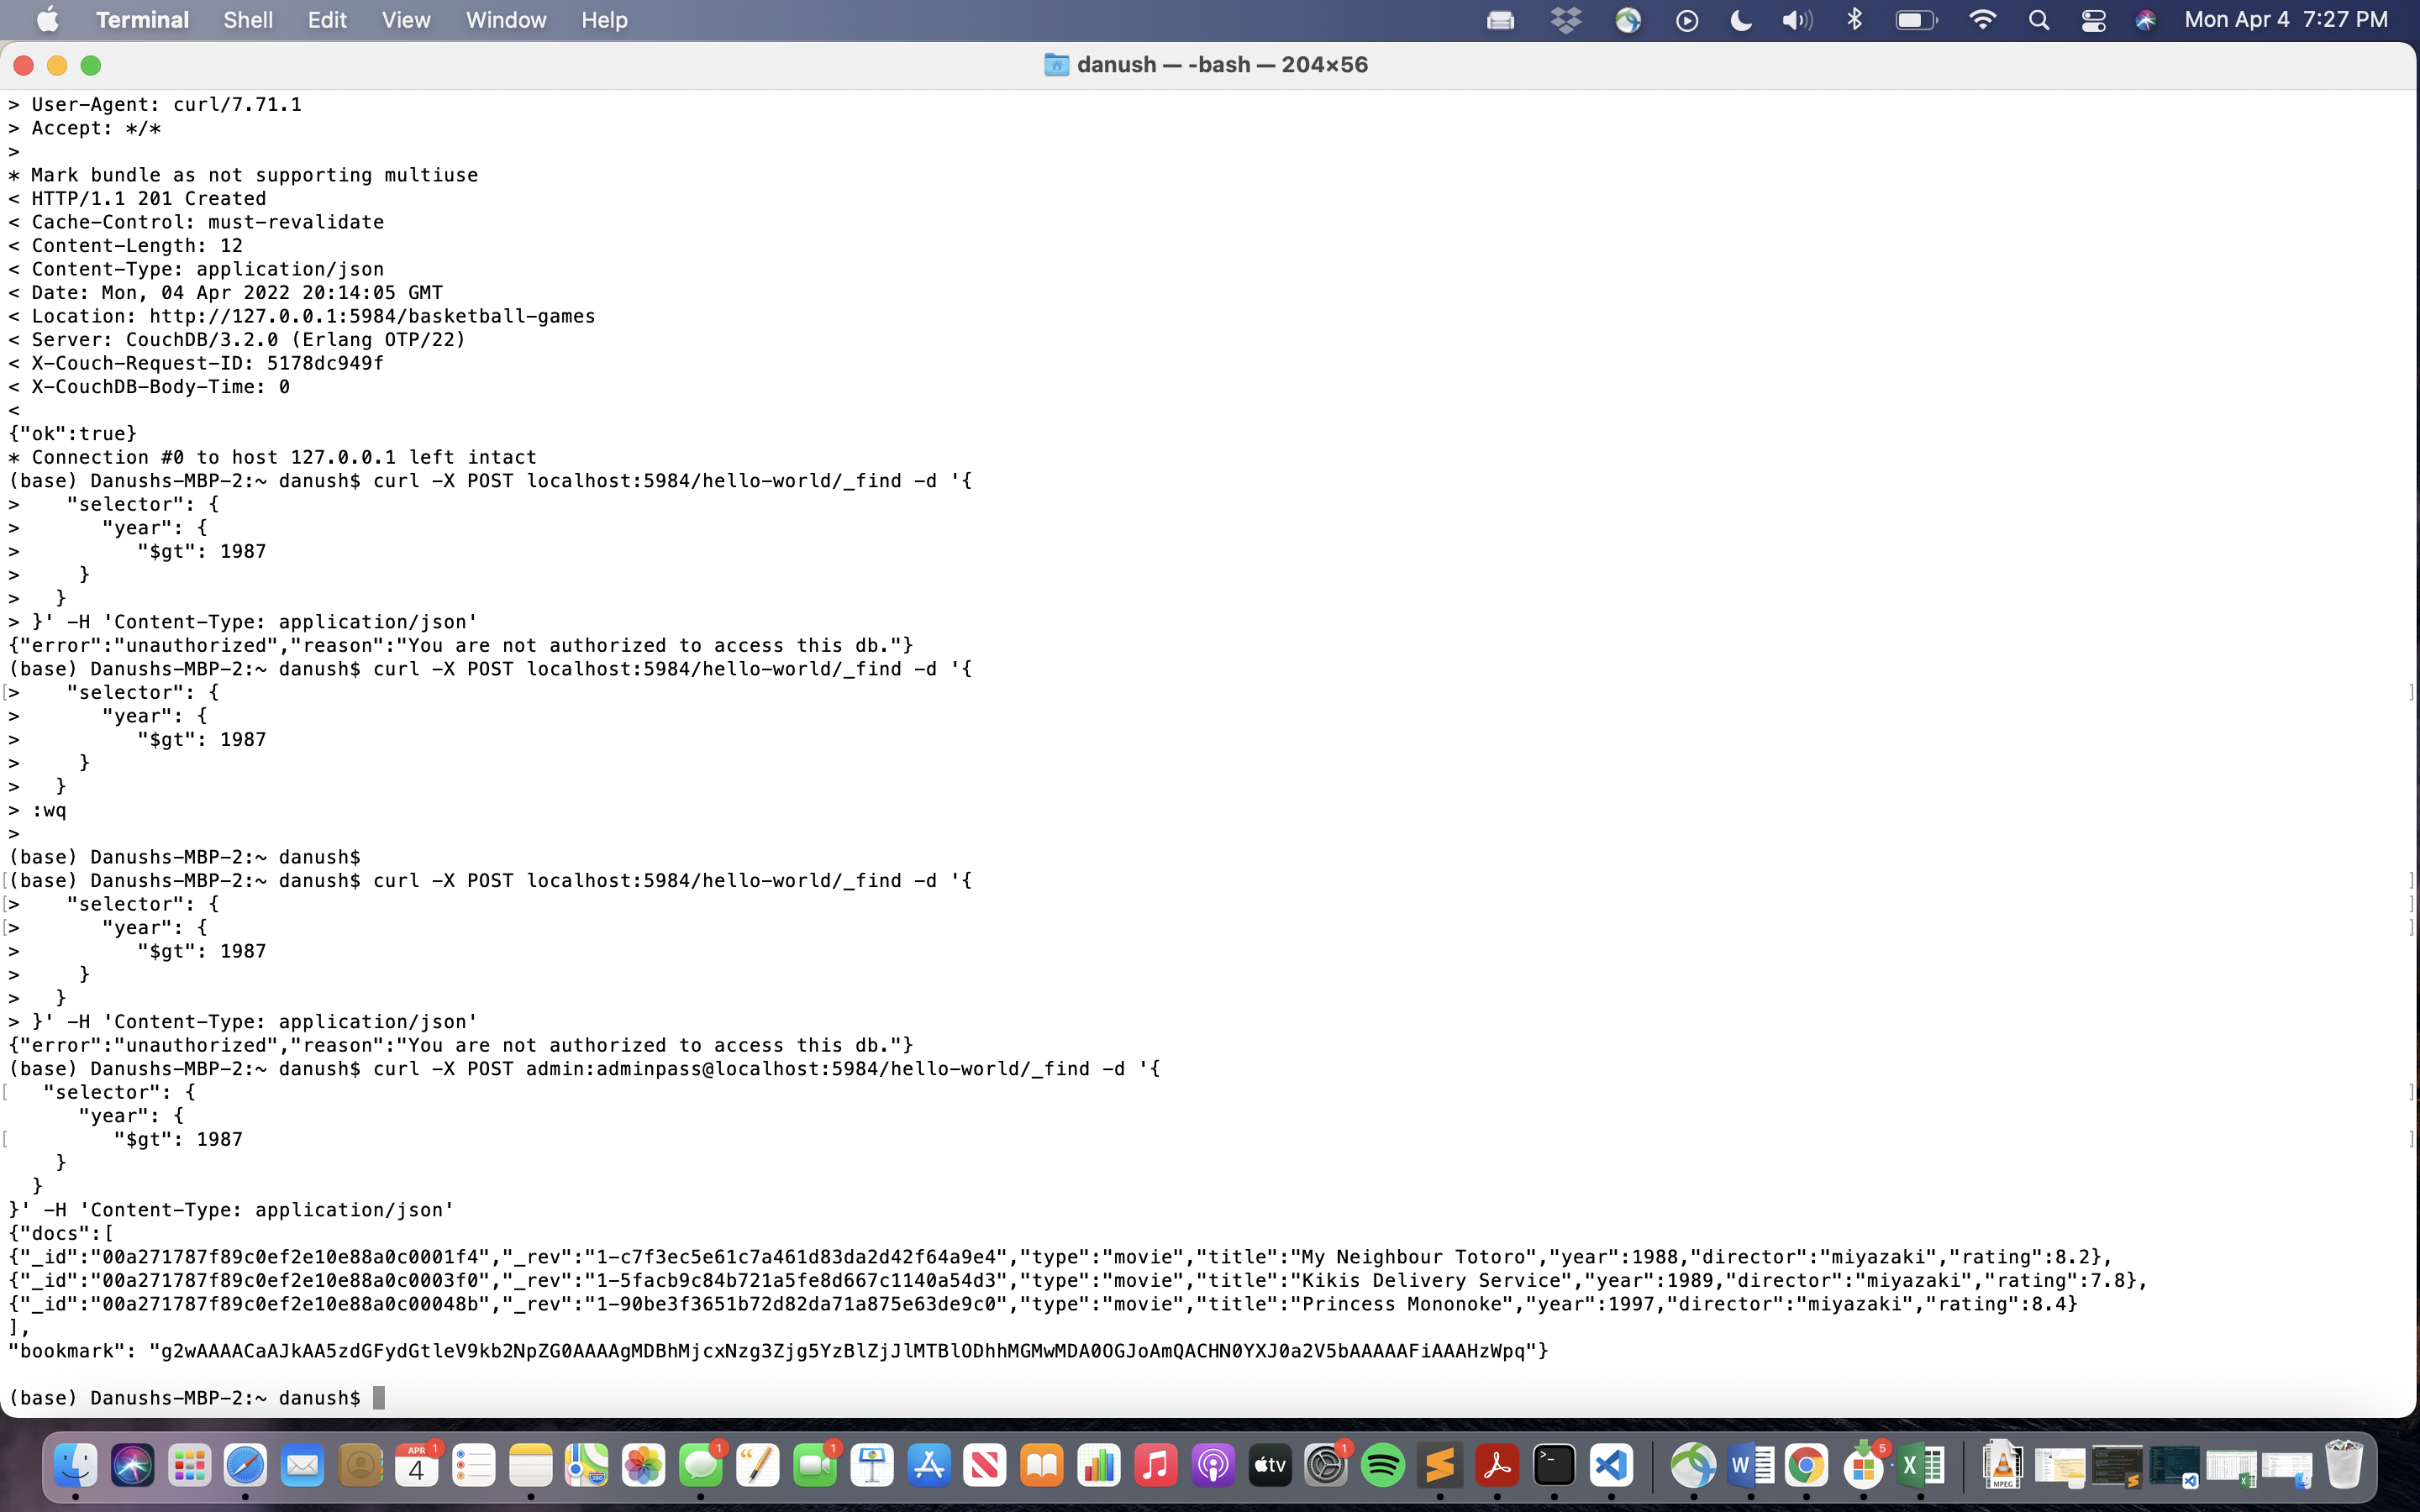 Terminal Shell Edit View Window Help Mon Apr 4 7:27 PM
danush — -bash — 204×56
> User-Agent: curl/7.71.1
> Accept: */*
>
* Mark bundle as not supporting multiuse
< HTTP/1.1 201 Created
< Cache-Control: must-revalidate
< Content-Length: 12
< Content-Type: application/json
< Date: Mon, 04 Apr 2022 20:14:05 GMT
< Location: http://127.0.0.1:5984/basketball-games
< Server: CouchDB/3.2.0 (Erlang OTP/22)
< X-Couch-Request-ID: 5178dc949f
< X-CouchDB-Body-Time: 0
<
{"ok":true}
* Connection #0 to host 127.0.0.1 left intact
(base) Danushs-MBP-2:~ danush$ curl -X POST localhost:5984/hello-world/_find -d '{
>    "selector": {
>       "year": {
>          "$gt": 1987
>     }
>   }
> }' -H 'Content-Type: application/json'
{"error":"unauthorized","reason":"You are not authorized to access this db."}
(base) Danushs-MBP-2:~ danush$ curl -X POST localhost:5984/hello-world/_find -d '{
[>    "selector": { ]
>       "year": {
>          "$gt": 1987
>     }
>   }
> :wq
>
(base) Danushs-MBP-2:~ danush$
[(base) Danushs-MBP-2:~ danush$ curl -X POST localhost:5984/hello-world/_find -d '{ ]
[>    "selector": { ]
[>       "year": { ]
>          "$gt": 1987
>     }
>   }
> }' -H 'Content-Type: application/json'
{"error":"unauthorized","reason":"You are not authorized to access this db."}
(base) Danushs-MBP-2:~ danush$ curl -X POST admin:adminpass@localhost:5984/hello-world/_find -d '{
[   "selector": { ]
      "year": {
[         "$gt": 1987 ]
    }
  }
}' -H 'Content-Type: application/json'
{"docs":[
{"_id":"00a271787f89c0ef2e10e88a0c0001f4","_rev":"1-c7f3ec5e61c7a461d83da2d42f64a9e4","type":"movie","title":"My Neighbour Totoro","year":1988,"director":"miyazaki","rating":8.2},
{"_id":"00a271787f89c0ef2e10e88a0c0003f0","_rev":"1-5facb9c84b721a5fe8d667c1140a54d3","type":"movie","title":"Kikis Delivery Service","year":1989,"director":"miyazaki","rating":7.8},
{"_id":"00a271787f89c0ef2e10e88a0c00048b","_rev":"1-90be3f3651b72d82da71a875e63de9c0","type":"movie","title":"Princess Mononoke","year":1997,"director":"miyazaki","rating":8.4}
],
"bookmark": "g2wAAAACaAJkAA5zdGFydGtleV9kb2NpZG0AAAAgMDBhMjcxNzg3Zjg5YzBlZjJlMTBlODhhMGMwMDA0OGJoAmQACHN0YXJ0a2V5bAAAAAFiAAAHzWpq"}
(base) Danushs-MBP-2:~ danush$
APR 1 1 1 1 5
4 280 tv >_ W X MPEG